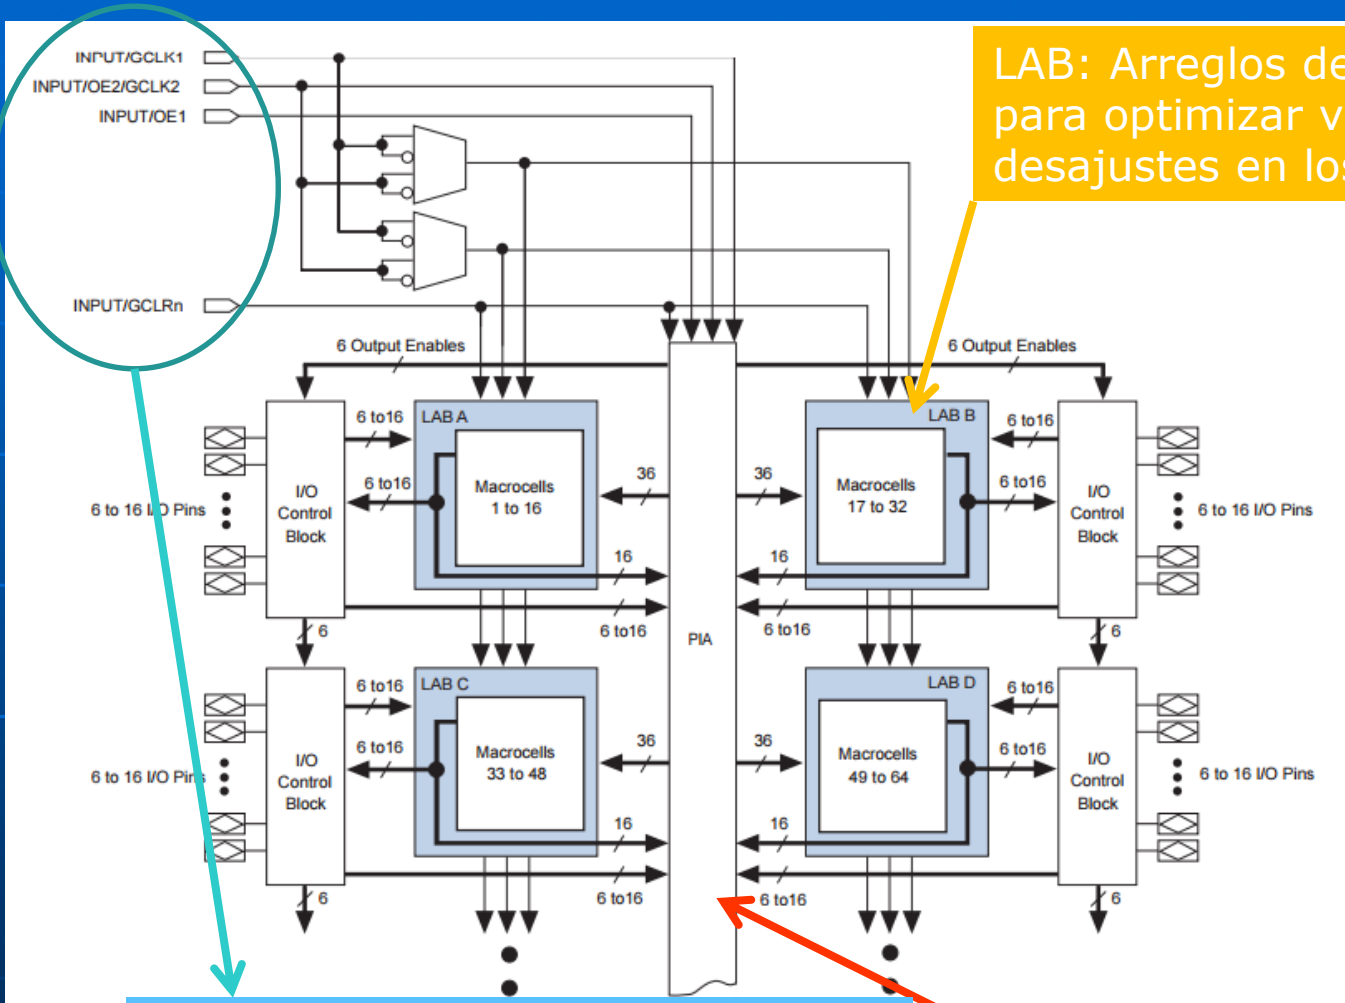 INPUT/GCLK1
INPUT/OE2/GCLK2
INPUT/OE1
INPUT/GCLRn
LAB: Arreglos de
para optimizar v
desajustes en los
6 Output Enables
6 Output Enables
6 to16
LAB A
6 to16
Macrocells
1 to 16
36
16
6 to16
I/O
Control
Block
6 to 16 I/O Pins
6
36
LAB B
Macrocells
17 to 32
6 to16
6 to16
16
6 to16
I/O
Control
Block
6 to 16 I/O Pins
6
PIA
6 to16
LAB C
6 to16
Macrocells
33 to 48
36
16
6 to16
I/O
Control
Block
6 to 16 I/O Pins
6
36
LAB D
Macrocells
49 to 64
6 to16
6 to16
16
6 to16
I/O
Control
Block
6 to 16 I/O Pins
6